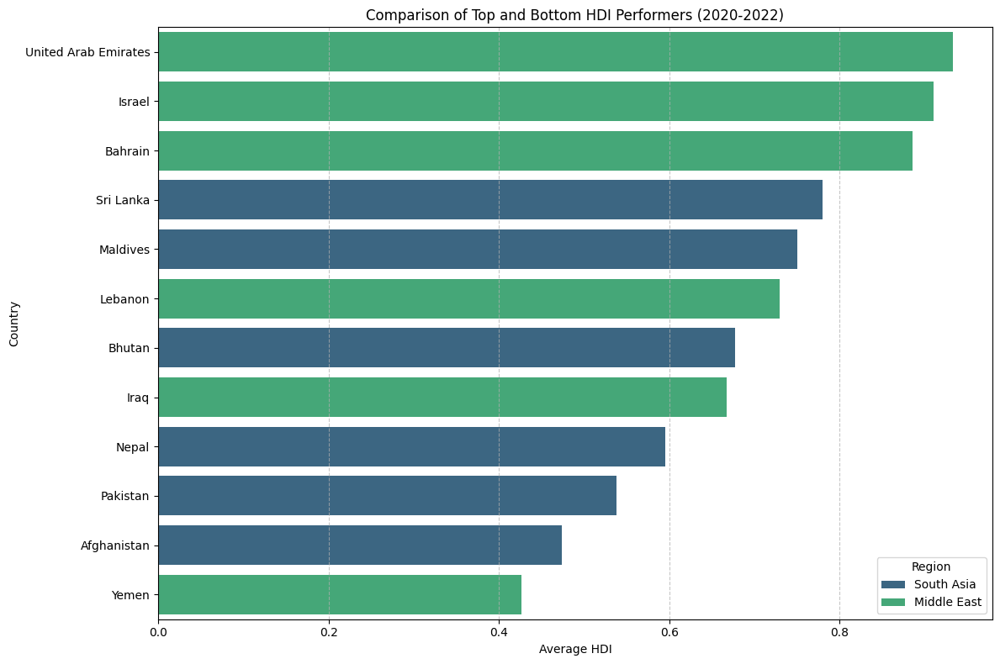 Comparison of Top and Bottom HDI Performers (2020-2022)
United Arab Emirates
Israel
Bahrain
Sri Lanka
Maldives
Lebanon
Bhutan
Iraq
Nepal
Pakistan
Afghanistan
Yemen
Country
Region
South Asia
Middle East
0.0
0.2
0.4
0.6
0.8
Average HDI